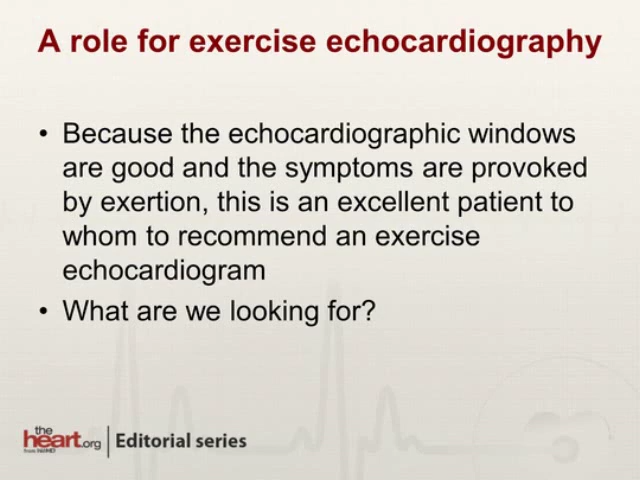 A role for exercise echocardiography
• Because the echocardiographic windows
are good and the symptoms are provoked
by exertion, this is an excellent patient to
whom to recommend an exercise
echocardiogram
• What are we looking for?
the
heart.org
from WebMD
Editorial series